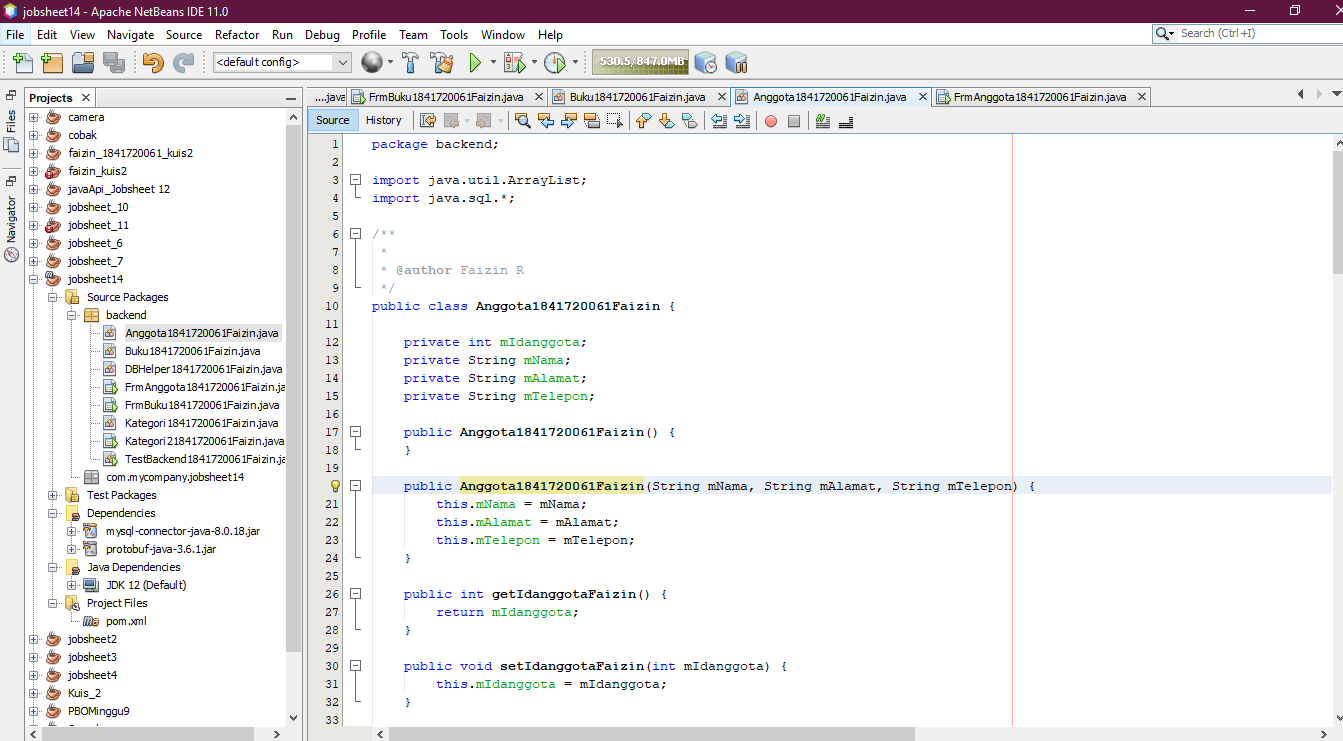 jobsheet14 - Apache NetBeans IDE 11.0
File Edit View Navigate Source Refactor Run Debug Profile Team Tools Window Help
Search (Ctrl+I)
<default config>
530.5/847.0MB
Files
Navigator
Projects
camera
cobak
faizin_1841720061_kuis2
faizin_kuis2
javaApi_Jobsheet 12
jobsheet_10
jobsheet_11
jobsheet_6
jobsheet_7
jobsheet14
Source Packages
backend
Anggota1841720061Faizin.java
Buku1841720061Faizin.java
DBHelper1841720061Faizin.java
FrmAnggota1841720061Faizin.ja
FrmBuku1841720061Faizin.java
Kategori1841720061Faizin.java
Kategori21841720061Faizin.java
TestBackend1841720061Faizin.ja
com.mycompany.jobsheet14
Test Packages
Dependencies
mysql-connector-java-8.0.18.jar
protobuf-java-3.6.1.jar
Java Dependencies
JDK 12 (Default)
Project Files
pom.xml
jobsheet2
jobsheet3
jobsheet4
Kuis_2
PBOMinggu9
....java FrmBuku1841720061Faizin.java Buku1841720061Faizin.java Anggota1841720061Faizin.java FrmAnggota1841720061Faizin.java
Source History
1 package backend;
2
3 import java.util.ArrayList;
4 import java.sql.*;
5
6 /**
7 *
8 * @author Faizin R
9 */
10 public class Anggota1841720061Faizin {
11
12 private int mIdanggota;
13 private String mNama;
14 private String mAlamat;
15 private String mTelepon;
16
17 public Anggota1841720061Faizin() {
18 }
19
public Anggota1841720061Faizin(String mNama, String mAlamat, String mTelepon) {
21 this.mNama = mNama;
22 this.mAlamat = mAlamat;
23 this.mTelepon = mTelepon;
24 }
25
26 public int getIdanggotaFaizin() {
27 return mIdanggota;
28 }
29
30 public void setIdanggotaFaizin(int mIdanggota) {
31 this.mIdanggota = mIdanggota;
32 }
33